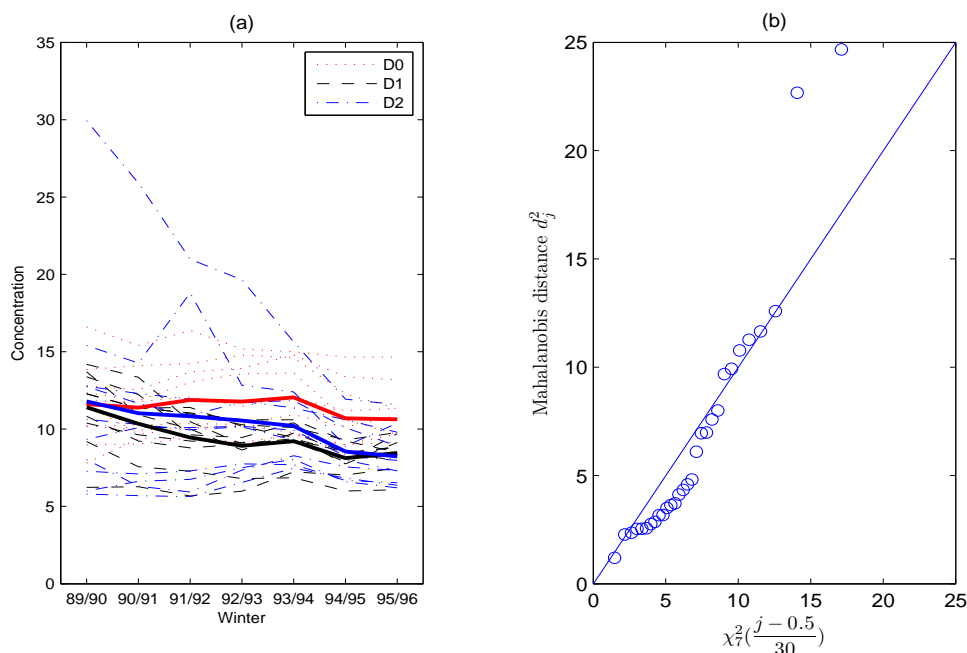 (a)
35
30
25
20
15
10
5
0
Concentration
D0
D1
D2
89/90 90/91 91/92 92/93 93/94 94/95 95/96
Winter
(b)
25
20
15
10
5
0
Mahalanobis distance $d_j^2$
0 5 10 15 20 25
$\chi_7^2(\frac{j-0.5}{30})$